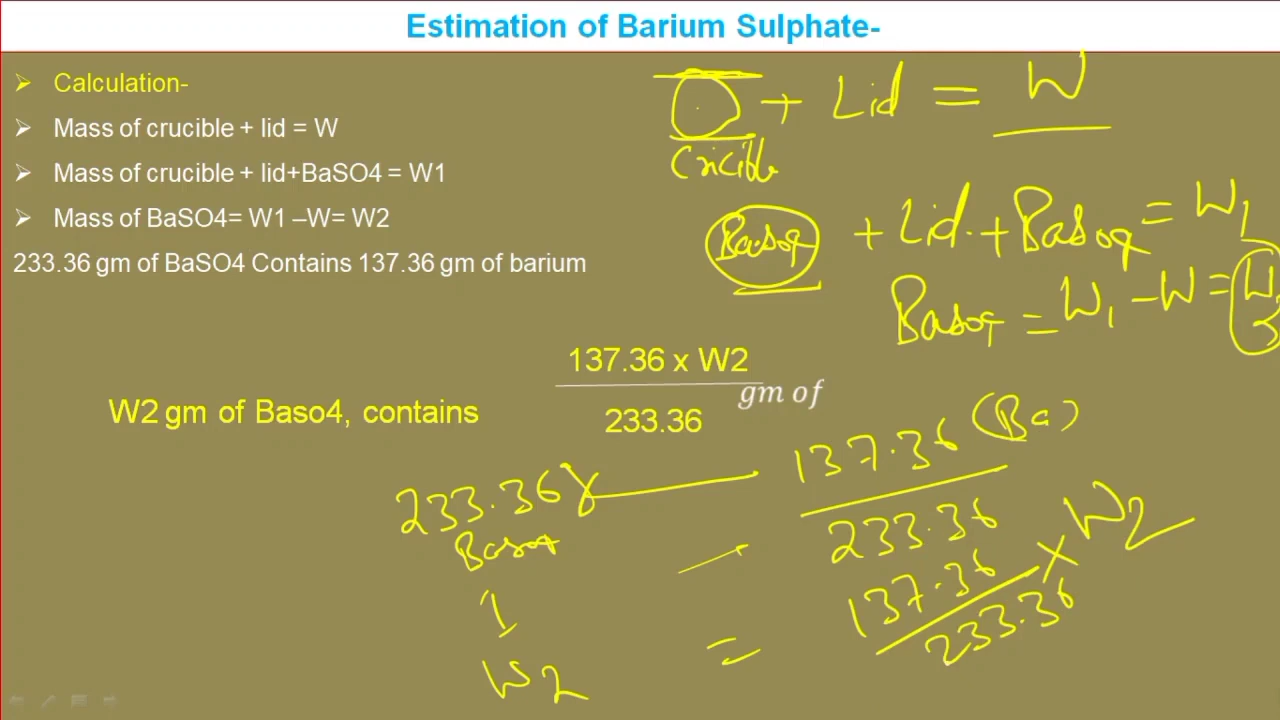 Estimation of Barium Sulphate-
Calculation-
Mass of crucible + lid = W
Mass of crucible + lid+BaSO4 = W1
Mass of BaSO4= W1 –W= W2
233.36 gm of BaSO4 Contains 137.36 gm of barium
W2 gm of Baso4, contains
137.36 x W2
233.36
gm of
+ Lid = W
Cricible
Baso4 + Lid + Baso4 = W1
Baso4 = W1 - W = W2
233.36 g — 137.36 (Ba)
Baso4
1 — 137.36
233.36
W2 = 137.36 × W2
233.36